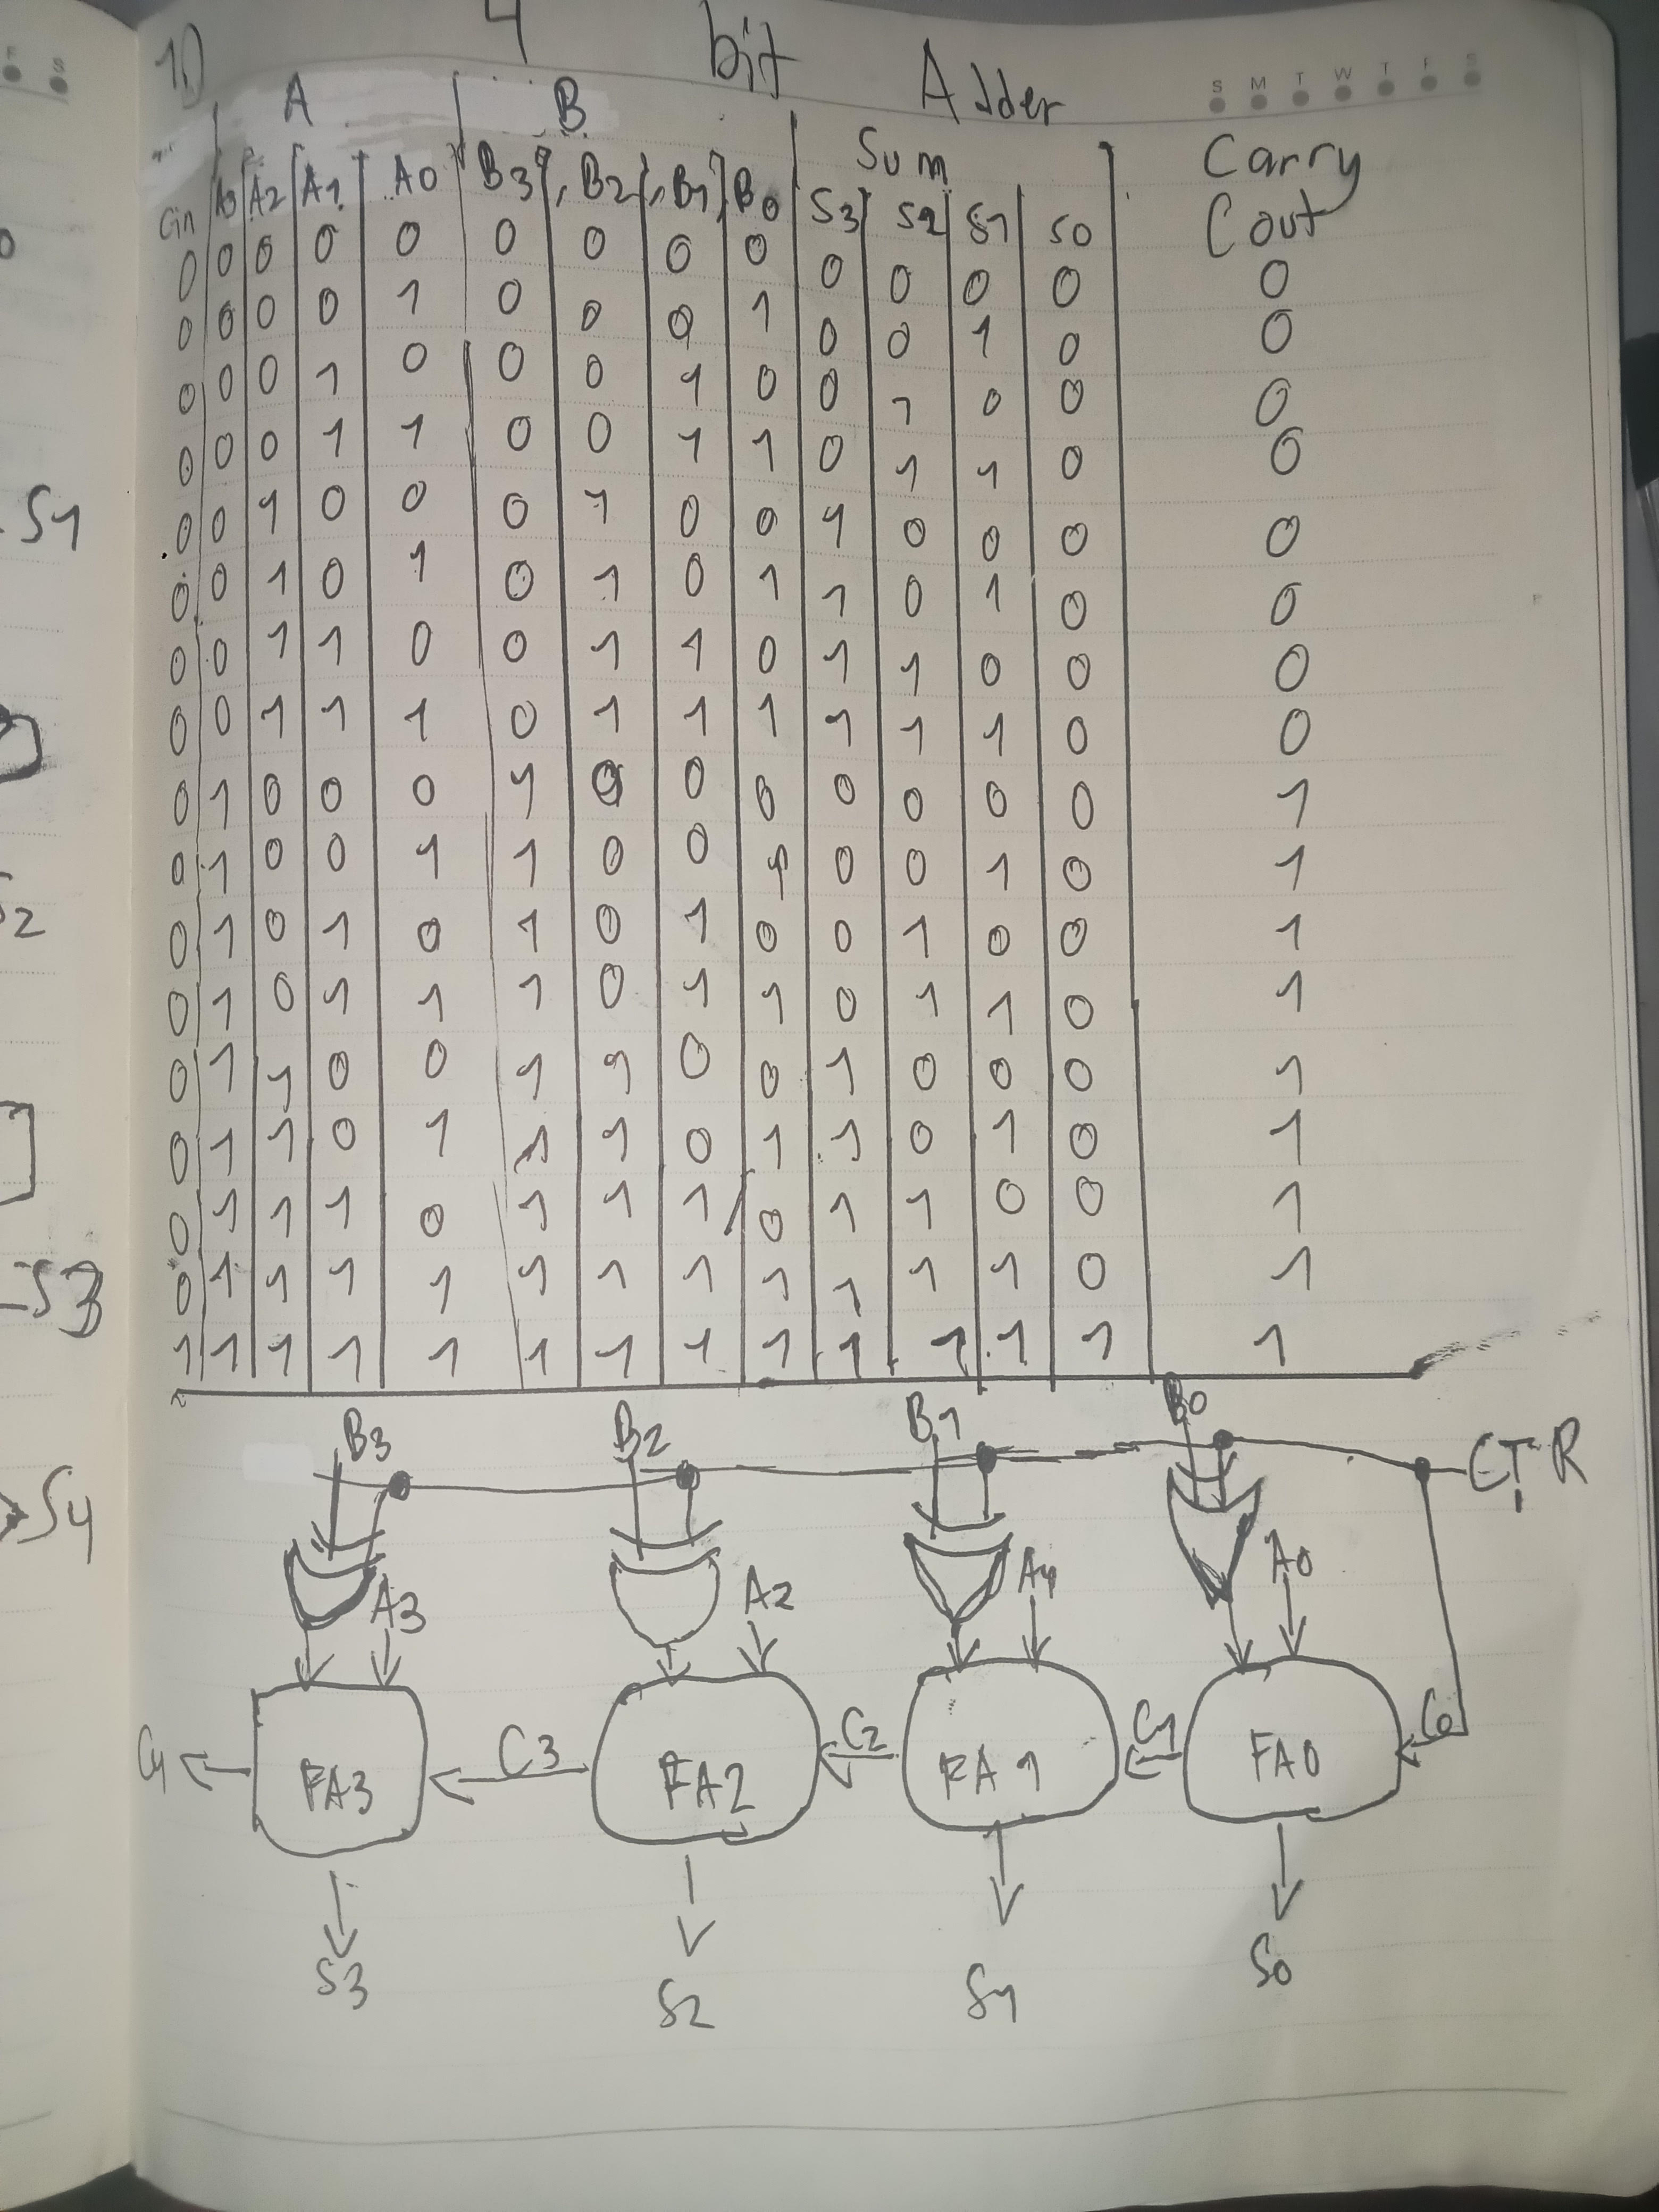 F S
1)
4 bit Adder
S M T W T F S
A B Sum Carry
Cin A3 A2 A1 A0 B3 B2 B1 B0 S3 S2 S1 S0 Cout
0 0 0 0 0 0 0 0 0 0 0 0 0 0
0 0 0 0 1 0 0 0 1 0 0 1 0 0
0 0 0 1 0 0 0 1 0 0 1 0 0 0
0 0 0 1 1 0 0 1 1 0 1 1 0 0
0 0 1 0 0 0 1 0 0 1 0 0 0 0
0 0 1 0 1 0 1 0 1 1 0 1 0 0
0 0 1 1 0 0 1 1 0 1 1 0 0 0
0 0 1 1 1 0 1 1 1 1 1 1 0 0
0 1 0 0 0 1 0 0 0 0 0 0 0 1
0 1 0 0 1 1 0 0 1 0 0 1 0 1
0 1 0 1 0 1 0 1 0 0 1 0 0 1
0 1 0 1 1 1 0 1 1 0 1 1 0 1
0 1 1 0 0 1 1 0 0 1 0 0 0 1
0 1 1 0 1 1 1 0 1 1 0 1 0 1
0 1 1 1 0 1 1 1 0 1 1 0 0 1
0 1 1 1 1 1 1 1 1 1 1 1 0 1
1 1 1 1 1 1 1 1 1 1 1 1 1 1
B3 B2 B1 B0
CTR
A3 A2 A1 A0
C4 FA3 C3 FA2 C2 FA1 C1 FA0 C0
S3 S2 S1 S0
S1
S2
S3
S4